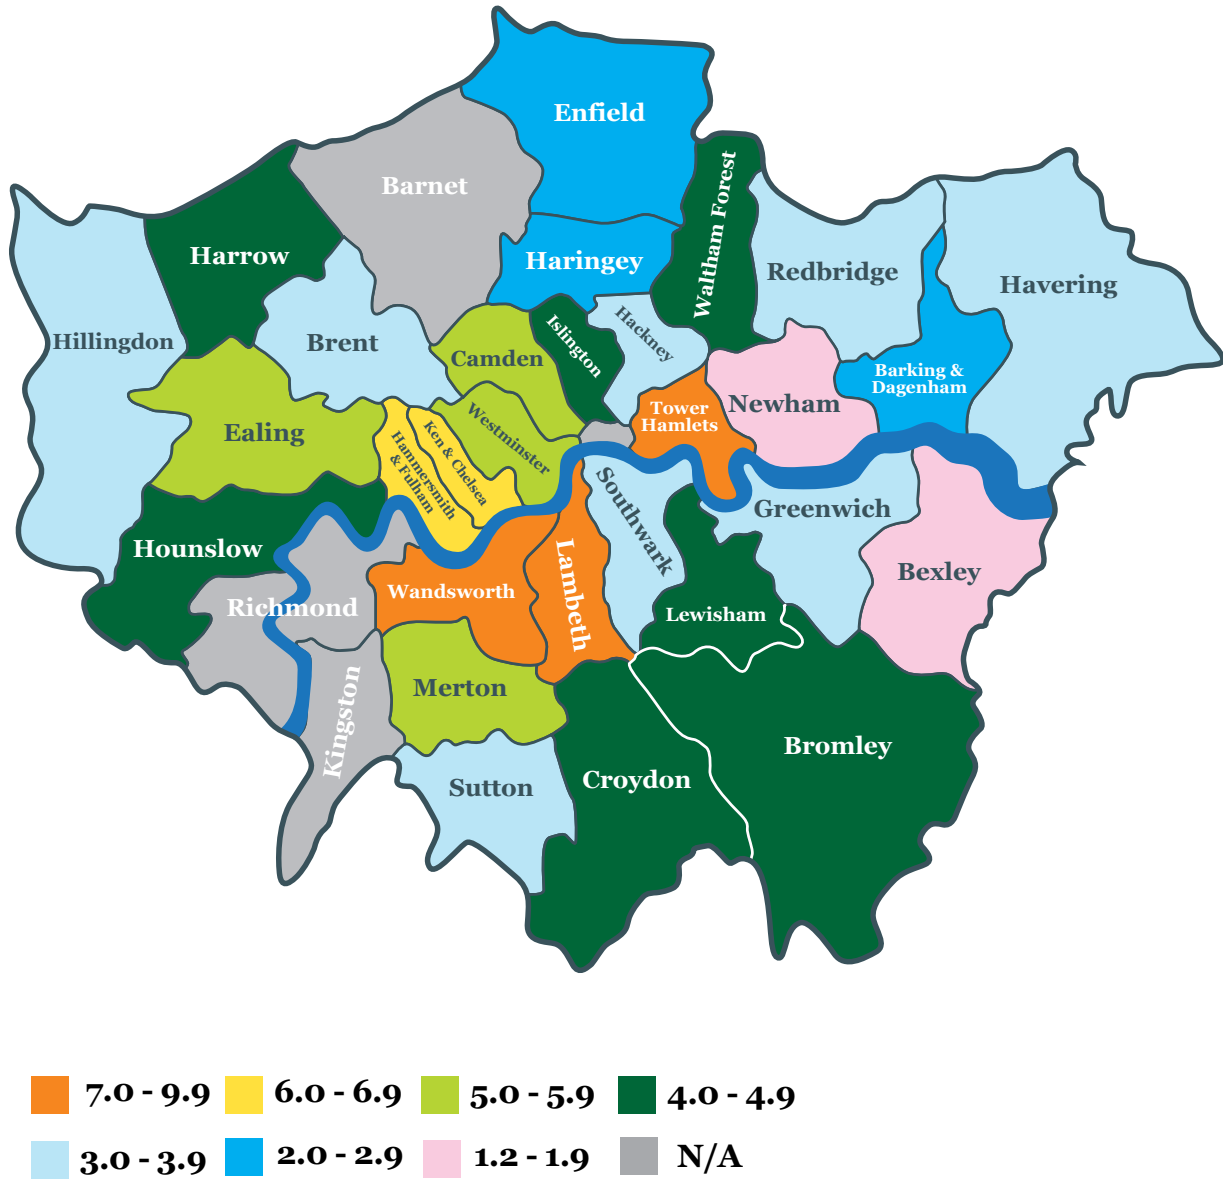 Enfield
Barnet
Waltham Forest
Harrow
Haringey
Redbridge
Havering
Hillingdon
Brent
Islington
Hackney
Camden
Barking &
Dagenham
Tower
Hamlets
Newham
Ealing
Westminster
Ken & Chelsea
Hammersmith
& Fulham
Southwark
Greenwich
Hounslow
Lambeth
Bexley
Wandsworth
Richmond
Lewisham
Merton
Kingston
Bromley
Croydon
Sutton
7.0 - 9.9
6.0 - 6.9
5.0 - 5.9
4.0 - 4.9
3.0 - 3.9
2.0 - 2.9
1.2 - 1.9
N/A